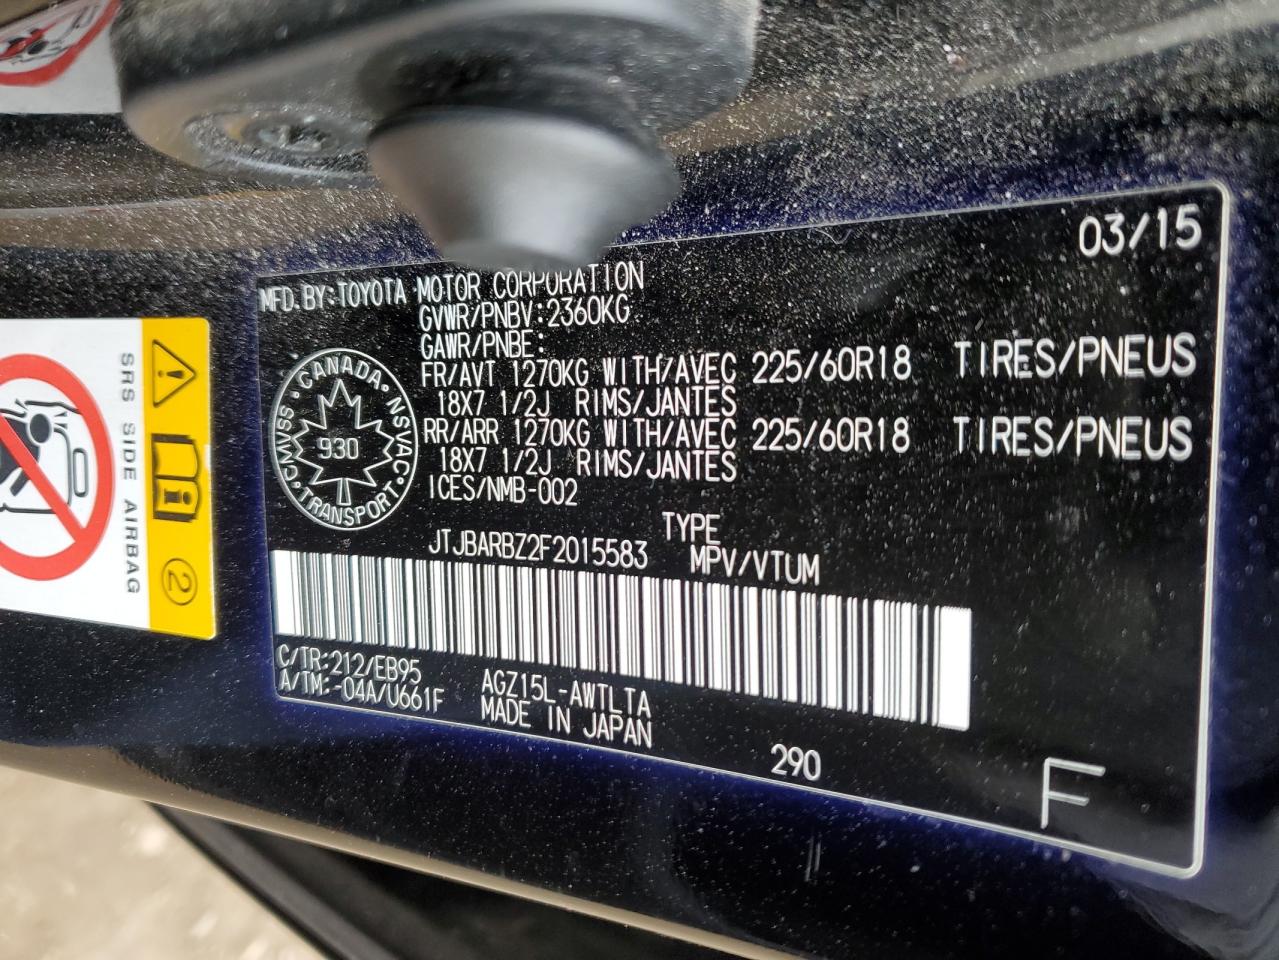 03/15
MFD. BY: TOYOTA MOTOR CORPORATION
GVWR/PNBV: 2360KG
GAWR/PNBE:
FR/AVT 1270KG WITH/AVEC 225/60R18 TIRES/PNEUS
18X7 1/2J RIMS/JANTES
RR/ARR 1270KG WITH/AVEC 225/60R18 TIRES/PNEUS
18X7 1/2J RIMS/JANTES
ICES/NMB-002
CANADA
CMVSS NSVAC
930
TRANSPORT
TYPE
JTJBARBZ2F2015583 MPV/VTUM
C/TR: 212/EB95 AGZ15L-AWTLTA
A/TM: -04A/U661F MADE IN JAPAN
290
F
SRS SIDE AIRBAG
2